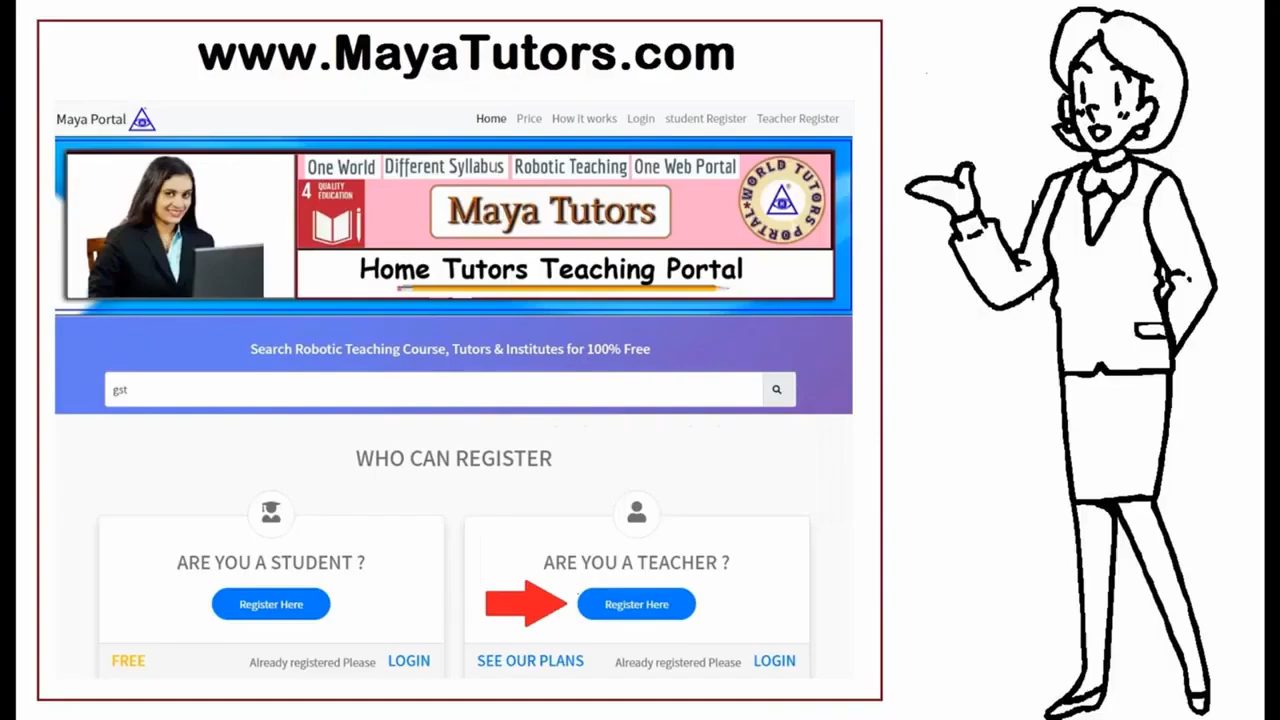 www.MayaTutors.com
Maya Portal
Home Price How it works Login student Register Teacher Register
One World Different Syllabus Robotic Teaching One Web Portal
4 QUALITY
EDUCATION
Maya Tutors
WORLD TUTORS PORTAL
Home Tutors Teaching Portal
Search Robotic Teaching Course, Tutors & Institutes for 100% Free
gst
WHO CAN REGISTER
ARE YOU A STUDENT ?
Register Here
FREE Already registered Please LOGIN
ARE YOU A TEACHER ?
Register Here
SEE OUR PLANS Already registered Please LOGIN